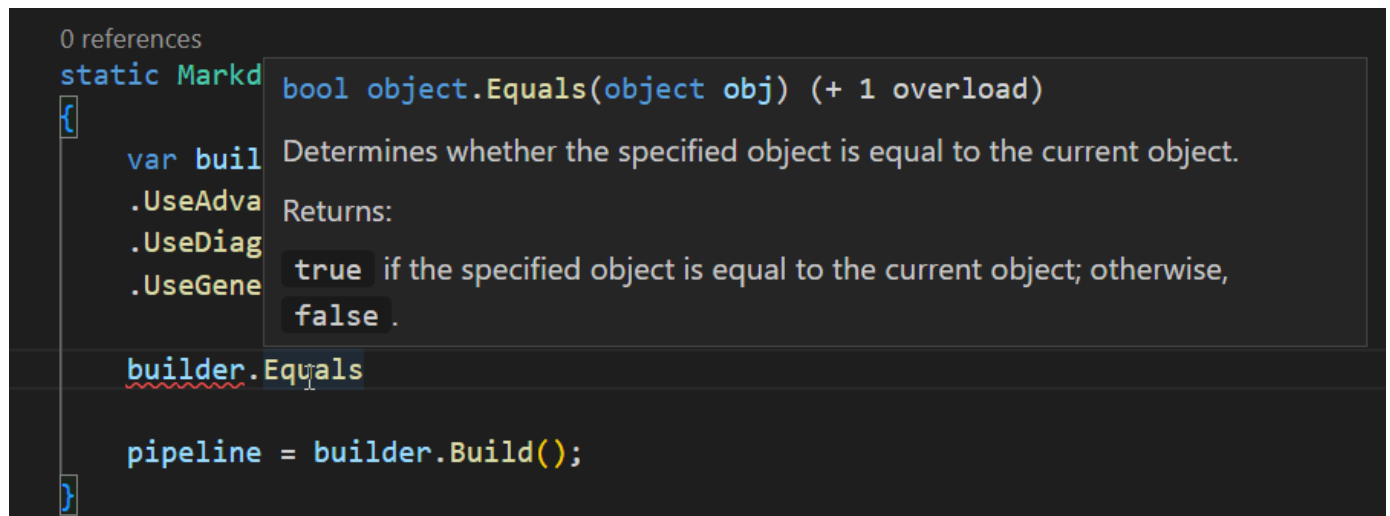 0 references
static Markd
bool object.Equals(object obj) (+ 1 overload)
{
Determines whether the specified object is equal to the current object.
var buil
.UseAdva
Returns:
.UseDiag
true if the specified object is equal to the current object; otherwise,
.UseGene
false .
builder.Equals
pipeline = builder.Build();
}